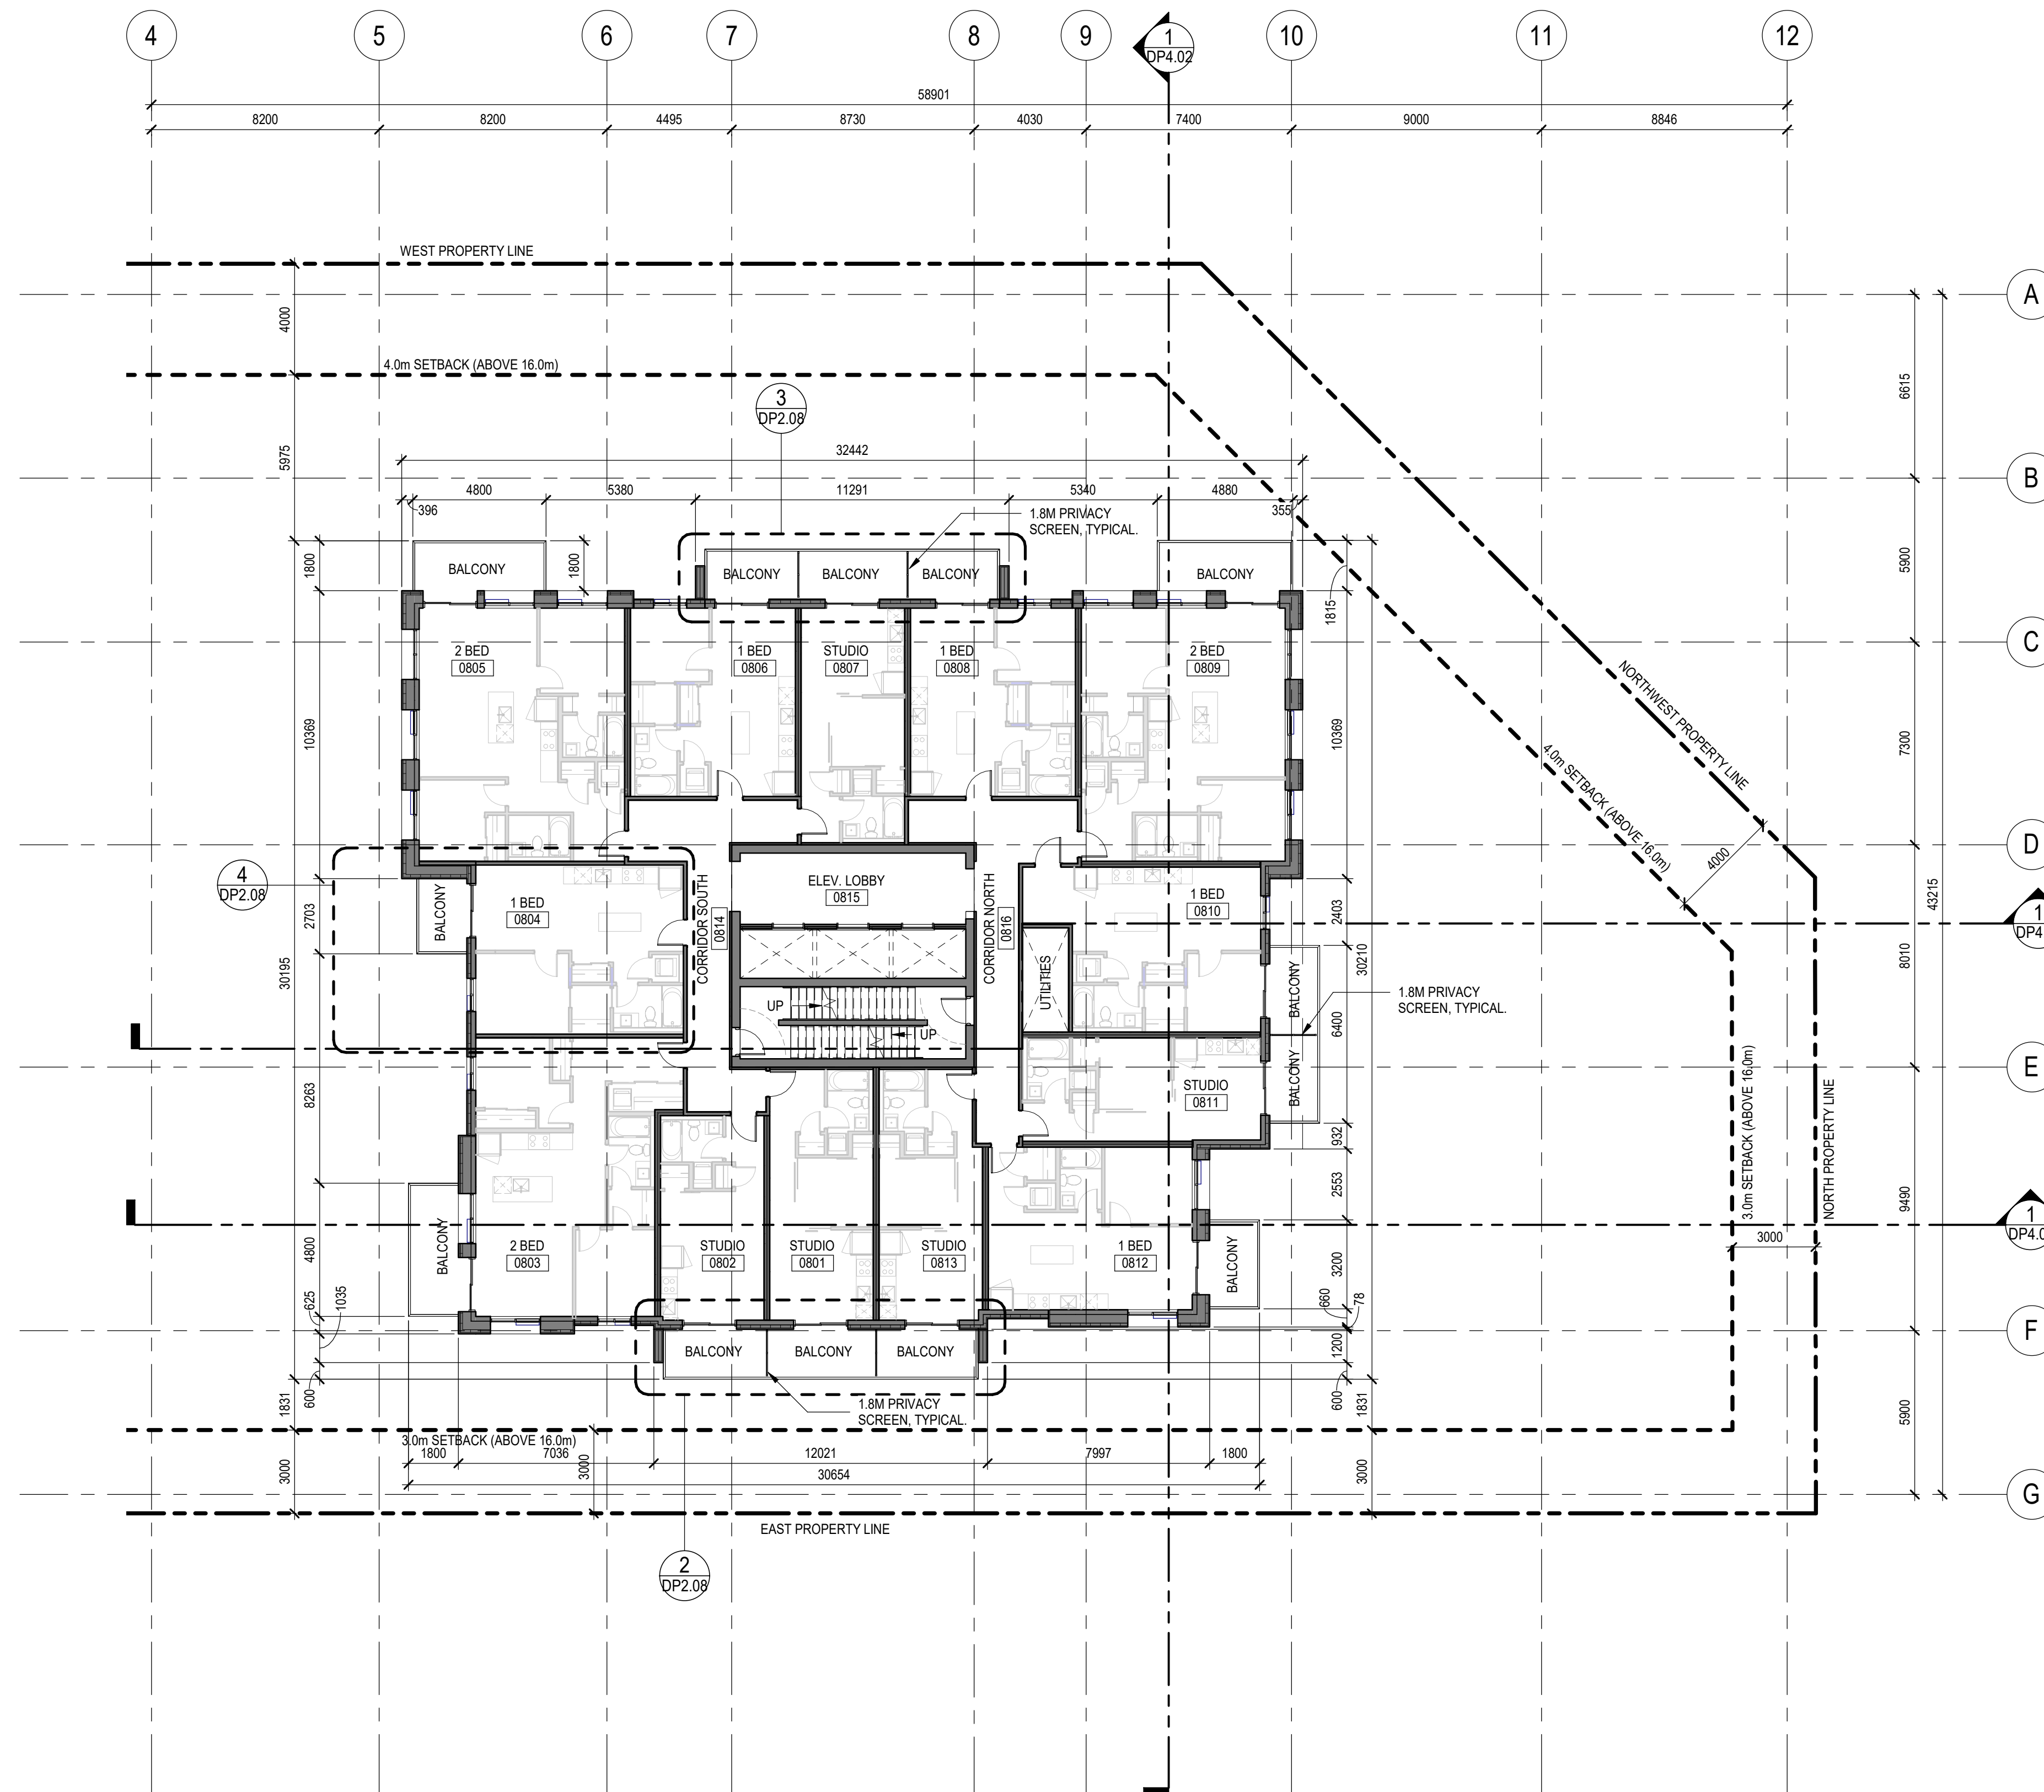 4
5
6
7
8
9
1
DP4.02
10
11
12
58901
8200
8200
4495
8730
4030
7400
9000
8846
WEST PROPERTY LINE
A
4000
4.0m SETBACK (ABOVE 16.0m)
3
DP2.08
6615
5975
32442
B
4800
5380
11291
5340
4880
396
355
1.8M PRIVACY
SCREEN, TYPICAL.
1800
1800
BALCONY
BALCONY
BALCONY
BALCONY
BALCONY
1815
5900
2 BED
0805
1 BED
0806
STUDIO
0807
1 BED
0808
2 BED
0809
C
NORTHWEST PROPERTY LINE
10369
10369
7300
4.0m SETBACK (ABOVE 16.0m)
4000
D
4
DP2.08
ELEV. LOBBY
0815
1 BED
0804
1 BED
0810
BALCONY
CORRIDOR SOUTH
0814
CORRIDOR NORTH
0816
2703
2403
43215
1
DP4
30195
30210
8010
UTILITIES
BALCONY
1.8M PRIVACY
SCREEN, TYPICAL.
UP
UP
6400
BALCONY
E
8263
STUDIO
0811
3.0m SETBACK (ABOVE 16.0m)
NORTH PROPERTY LINE
932
2553
9490
1
DP4.0
BALCONY
2 BED
0803
STUDIO
0802
STUDIO
0801
STUDIO
0813
1 BED
0812
BALCONY
4800
3200
3000
625
1035
660
78
F
BALCONY
BALCONY
BALCONY
1200
600
1831
600
1831
5900
1.8M PRIVACY
SCREEN, TYPICAL.
3.0m SETBACK (ABOVE 16.0m)
1800
7036
12021
7997
1800
3000
3000
30654
3000
G
EAST PROPERTY LINE
2
DP2.08